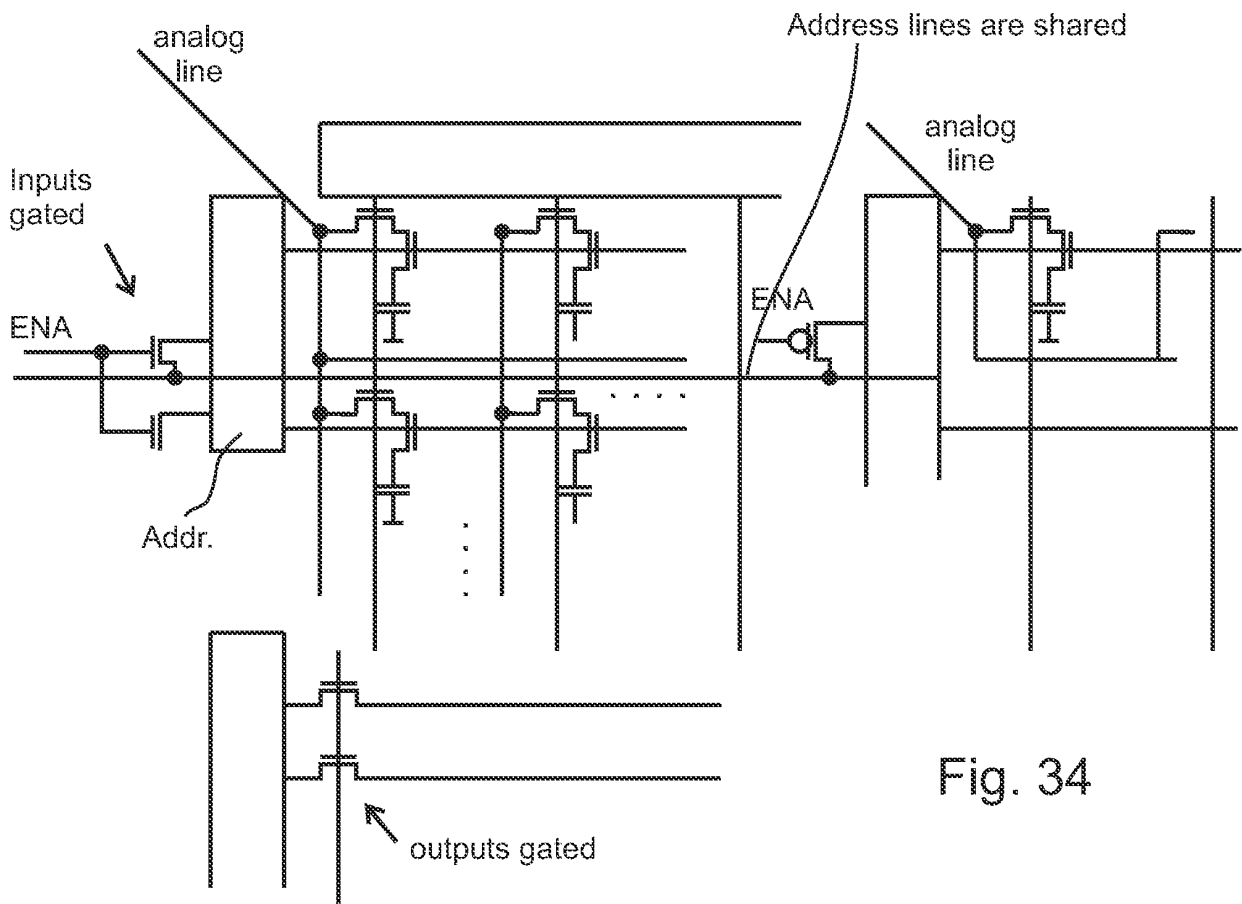 analog
line
Address lines are shared
analog
line
Inputs
gated
ENA
ENA
Addr.
outputs gated
Fig. 34